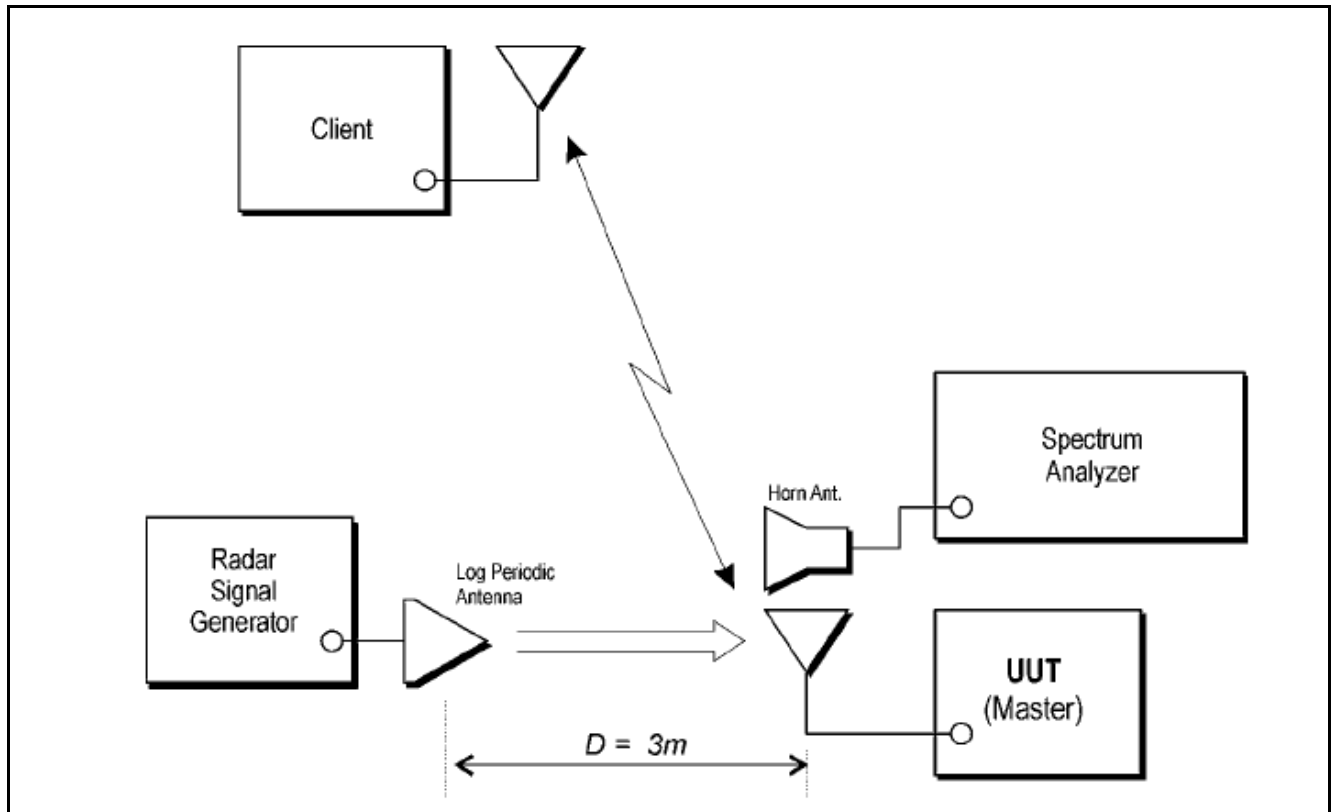 Client
Spectrum
Analyzer
Horn Ant.
Radar
Signal
Generator
Log Periodic
Antenna
UUT
(Master)
D = 3m